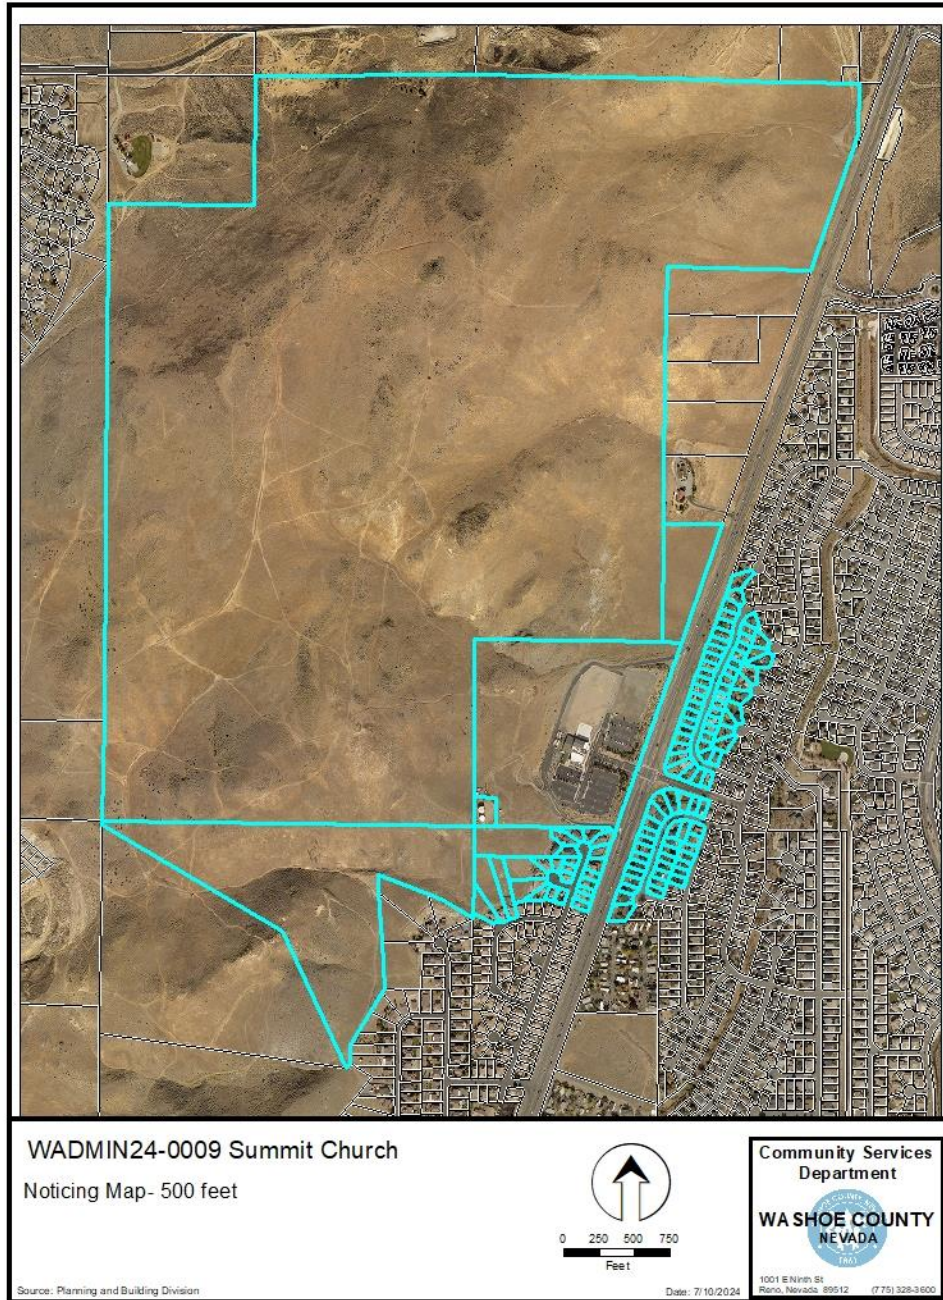 WADMIN24-0009 Summit Church
Noticing Map- 500 feet
0 250 500 750
Feet
Source: Planning and Building Division
Date: 7/10/2024
Community Services
Department
WASHOE COUNTY
NEVADA
1861
1001 E Ninth St
Reno, Nevada 89512 (775) 328-3600